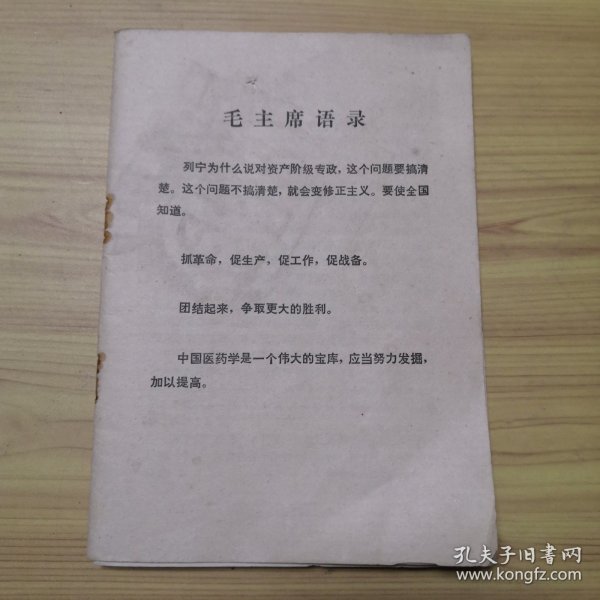 毛主席语录
列宁为什么说对资产阶级专政，这个问题要搞清
楚。这个问题不搞清楚，就会变修正主义。要使全国
知道。
抓革命，促生产，促工作，促战备。
团结起来，争取更大的胜利。
中国医药学是一个伟大的宝库，应当努力发掘，
加以提高。
孔夫子旧书网
www.kongfz.com